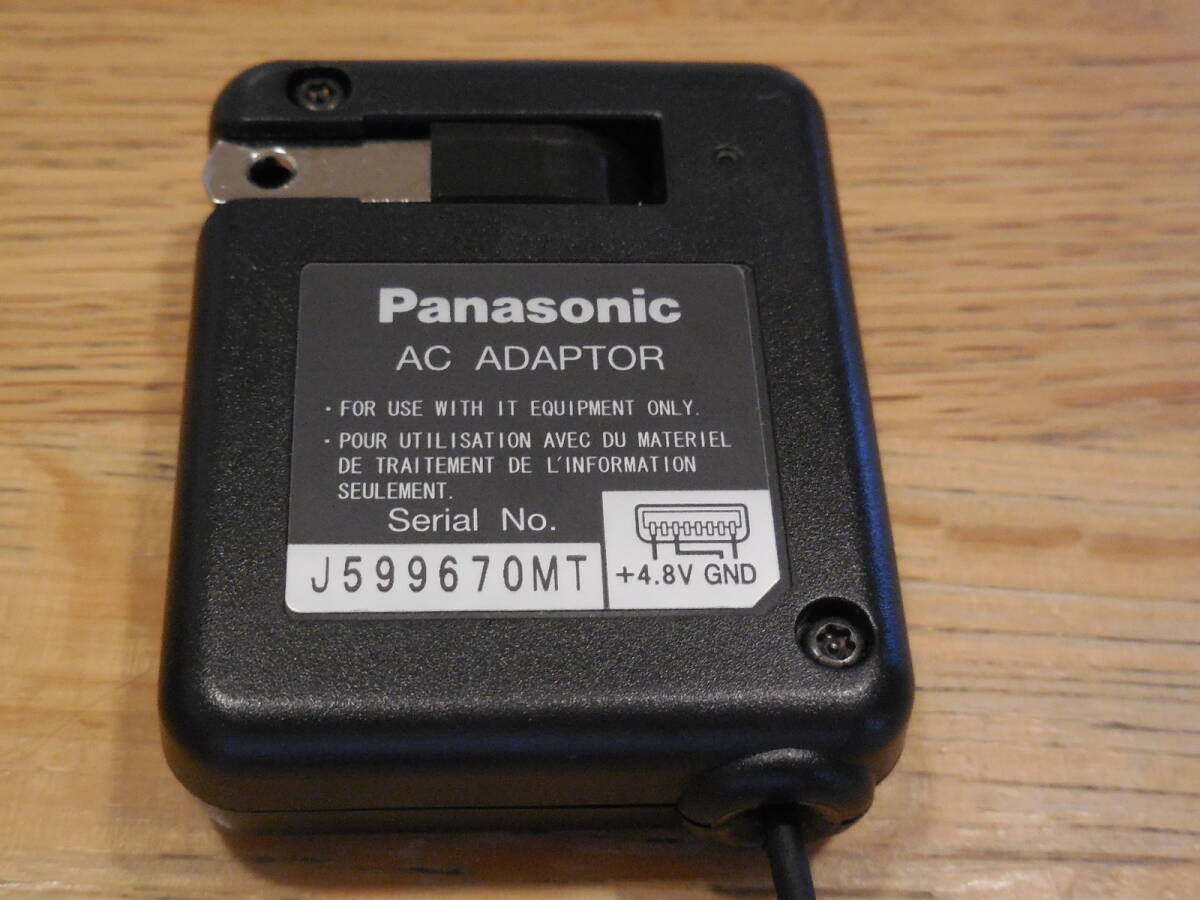 Panasonic
AC ADAPTOR
・FOR USE WITH IT EQUIPMENT ONLY.
・POUR UTILISATION AVEC DU MATERIEL
DE TRAITEMENT DE L'INFORMATION
SEULEMENT.
Serial No.
J599670MT
+4.8V GND